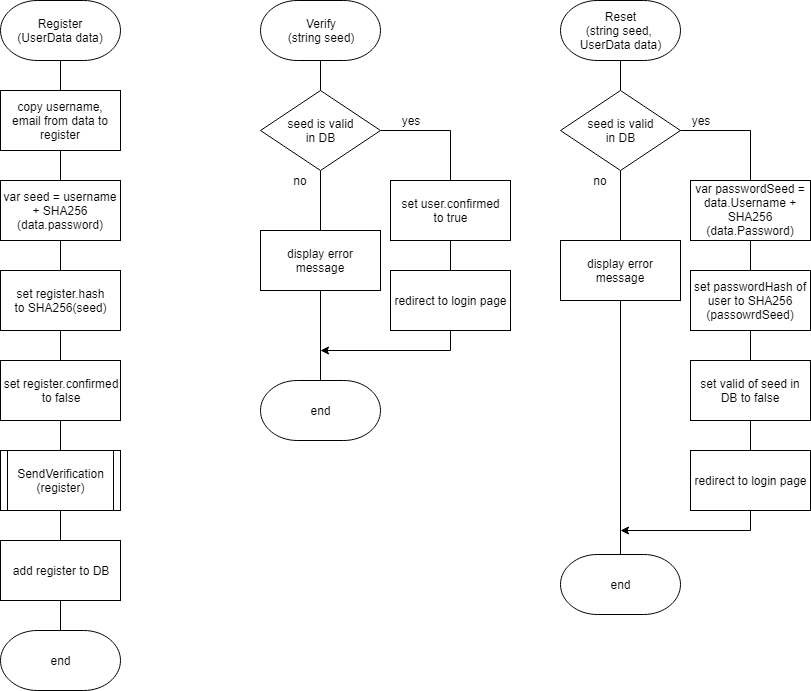 Register
(UserData data)
copy username,
email from data to
register
var seed = username
+ SHA256
(data.password)
set register.hash
to SHA256(seed)
set register.confirmed
to false
SendVerification
(register)
add register to DB
end
Verify
(string seed)
seed is valid
in DB
yes
no
set user.confirmed
to true
display error
message
redirect to login page
end
Reset
(string seed,
UserData data)
seed is valid
in DB
yes
no
var passwordSeed =
data.Username +
SHA256
(data.Password)
display error
message
set passwordHash of
user to SHA256
(passowrdSeed)
set valid of seed in
DB to false
redirect to login page
end